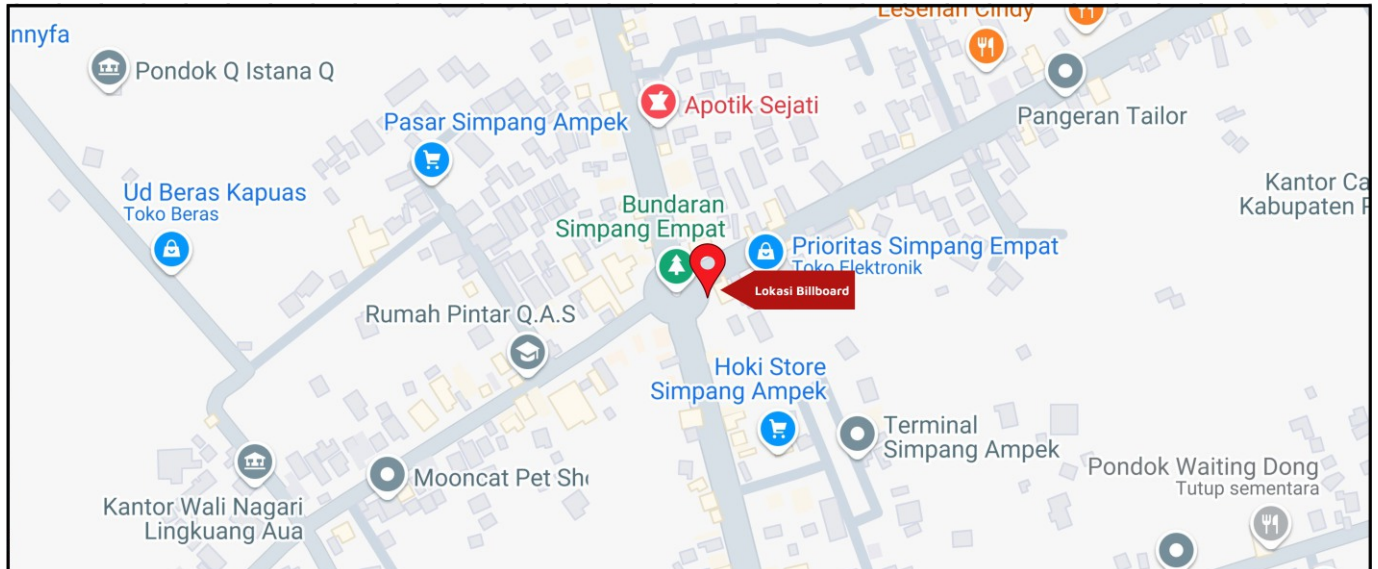 Lesehan Cindy
nnyfa
Pondok Q Istana Q
Apotik Sejati
Pangeran Tailor
Pasar Simpang Ampek
Ud Beras Kapuas
Toko Beras
Kantor Ca
Kabupaten P
Bundaran
Simpang Empat
Prioritas Simpang Empat
Toko Elektronik
Lokasi Billboard
Rumah Pintar Q.A.S
Hoki Store
Simpang Ampek
Terminal
Simpang Ampek
Mooncat Pet Sh
Pondok Waiting Dong
Tutup sementara
Kantor Wali Nagari
Lingkuang Aua